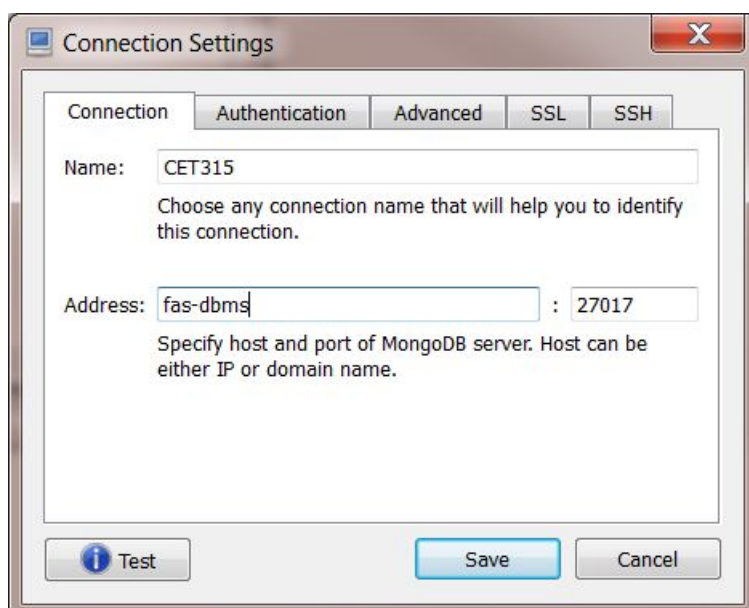 Connection Settings
Connection Authentication Advanced SSL SSH
Name: CET315
Choose any connection name that will help you to identify
this connection.
Address: fas-dbms : 27017
Specify host and port of MongoDB server. Host can be
either IP or domain name.
Test Save Cancel